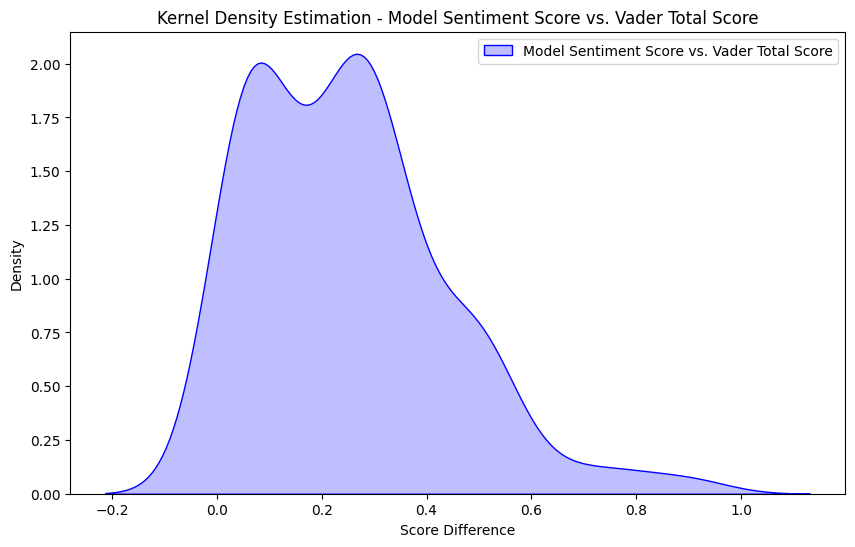 Kernel Density Estimation - Model Sentiment Score vs. Vader Total Score
Model Sentiment Score vs. Vader Total Score
2.00
1.75
1.50
1.25
1.00
0.75
0.50
0.25
0.00
Density
−0.2 0.0 0.2 0.4 0.6 0.8 1.0
Score Difference